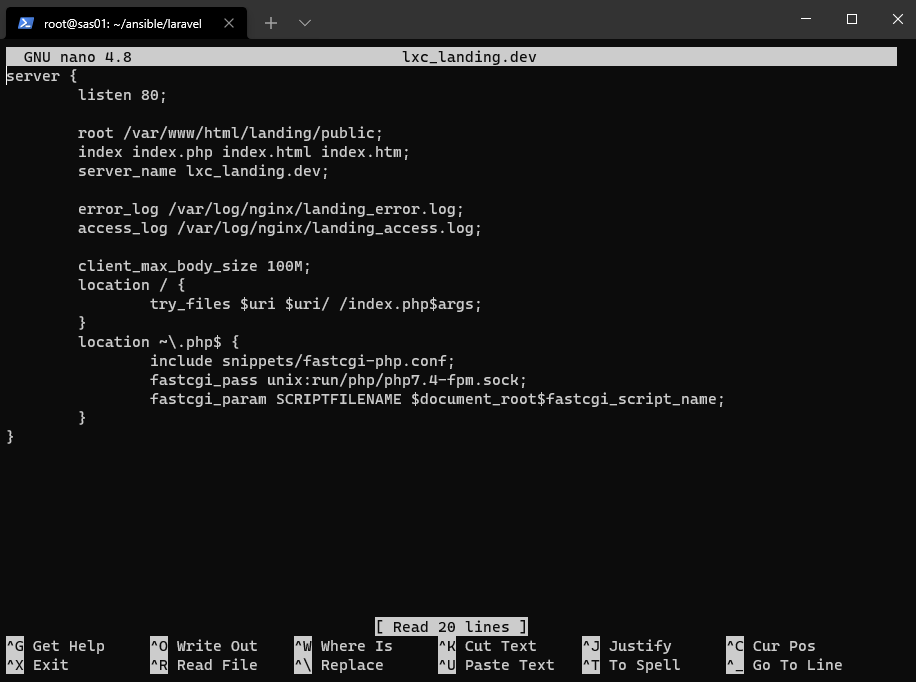 root@sas01: ~/ansible/laravel
GNU nano 4.8 lxc_landing.dev
server {
        listen 80;

        root /var/www/html/landing/public;
        index index.php index.html index.htm;
        server_name lxc_landing.dev;

        error_log /var/log/nginx/landing_error.log;
        access_log /var/log/nginx/landing_access.log;

        client_max_body_size 100M;
        location / {
                try_files $uri $uri/ /index.php$args;
        }
        location ~\.php$ {
                include snippets/fastcgi-php.conf;
                fastcgi_pass unix:run/php/php7.4-fpm.sock;
                fastcgi_param SCRIPTFILENAME $document_root$fastcgi_script_name;
        }
}
[ Read 20 lines ]
^G Get Help ^O Write Out ^W Where Is ^K Cut Text ^J Justify ^C Cur Pos
^X Exit ^R Read File ^\ Replace ^U Paste Text ^T To Spell ^_ Go To Line